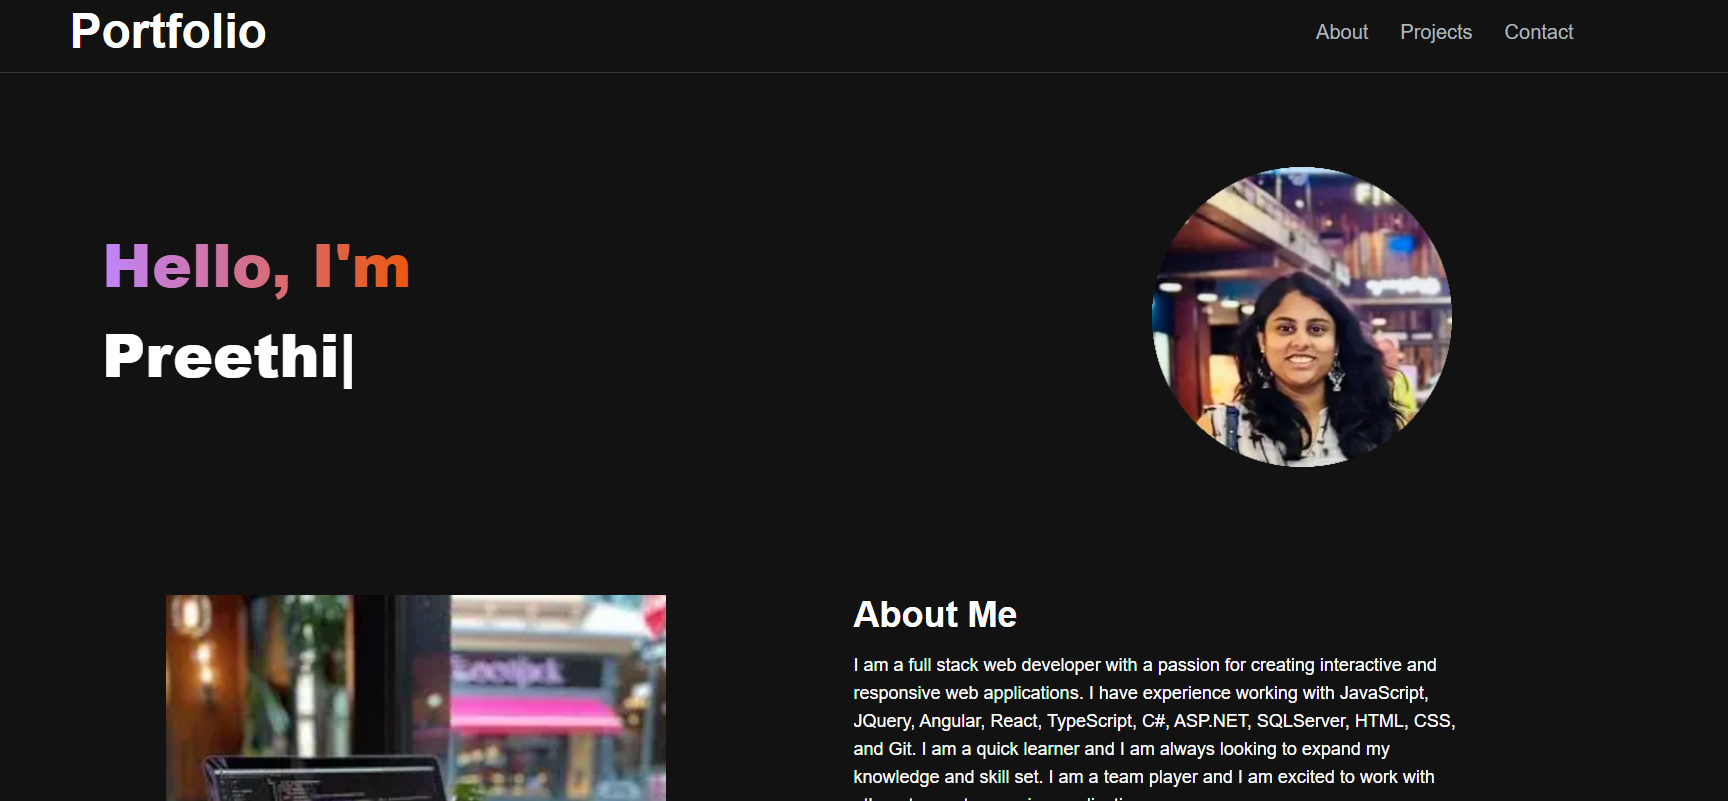 Portfolio
About Projects Contact
Hello, I'm
Preethi
About Me
I am a full stack web developer with a passion for creating interactive and
responsive web applications. I have experience working with JavaScript,
JQuery, Angular, React, TypeScript, C#, ASP.NET, SQLServer, HTML, CSS,
and Git. I am a quick learner and I am always looking to expand my
knowledge and skill set. I am a team player and I am excited to work with